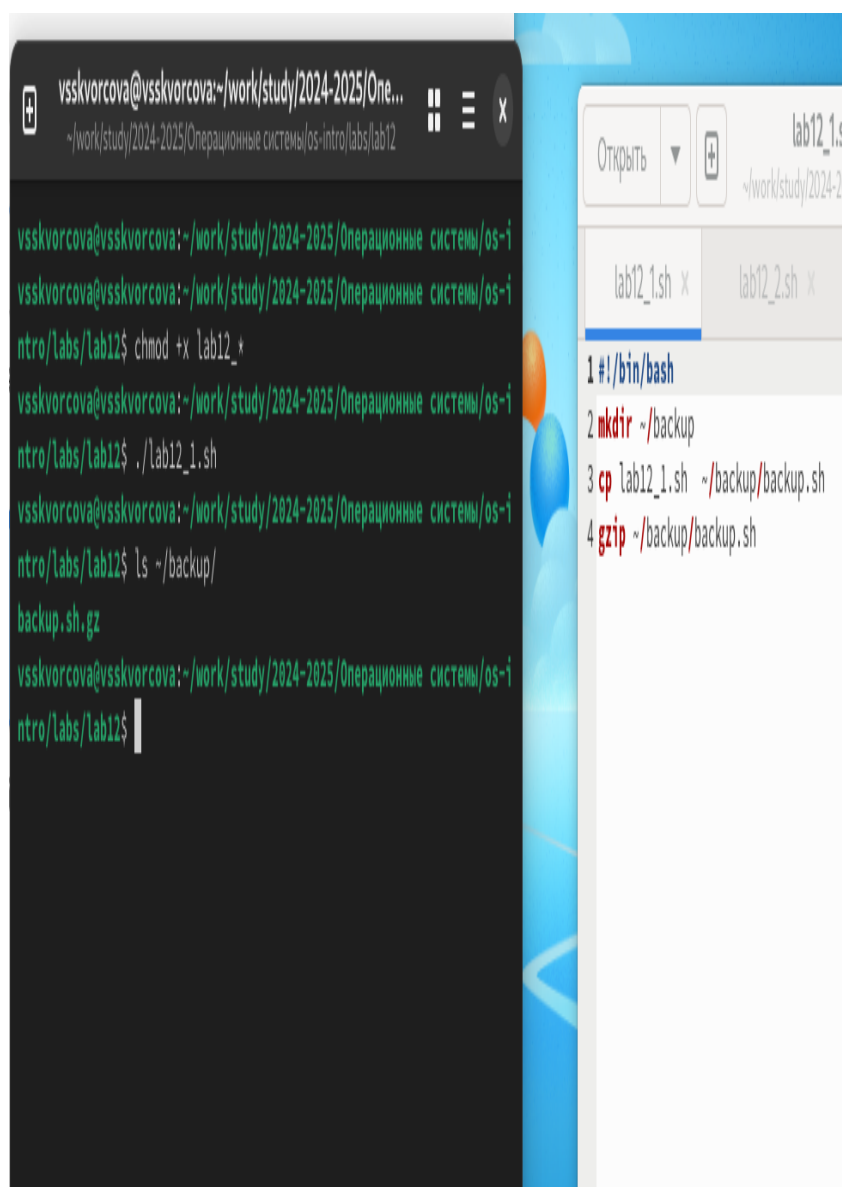 vsskvorcova@vsskvorcova:~/work/study/2024-2025/Опе...
~/work/study/2024-2025/Операционные системы/os-intro/labs/lab12
vsskvorcova@vsskvorcova:~/work/study/2024-2025/Операционные системы/os-i
vsskvorcova@vsskvorcova:~/work/study/2024-2025/Операционные системы/os-i
ntro/labs/lab12$ chmod +x lab12_*
vsskvorcova@vsskvorcova:~/work/study/2024-2025/Операционные системы/os-i
ntro/labs/lab12$ ./lab12_1.sh
vsskvorcova@vsskvorcova:~/work/study/2024-2025/Операционные системы/os-i
ntro/labs/lab12$ ls ~/backup/
backup.sh.gz
vsskvorcova@vsskvorcova:~/work/study/2024-2025/Операционные системы/os-i
ntro/labs/lab12$
Открыть
lab12_1.s
~/work/study/2024-2
lab12_1.sh × lab12_2.sh ×
1 #!/bin/bash
2 mkdir ~/backup
3 cp lab12_1.sh ~/backup/backup.sh
4 gzip ~/backup/backup.sh